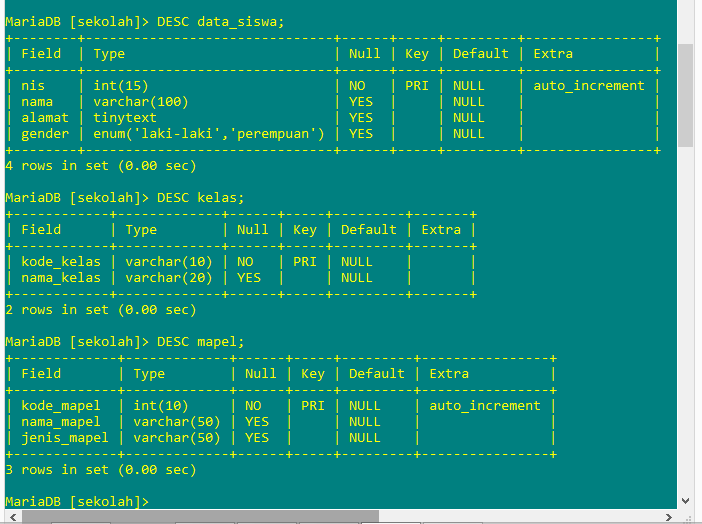 MariaDB [sekolah]> DESC data_siswa;
+--------+-------------------------------+------+-----+---------+----------------+
| Field  | Type                          | Null | Key | Default | Extra          |
+--------+-------------------------------+------+-----+---------+----------------+
| nis    | int(15)                       | NO   | PRI | NULL    | auto_increment |
| nama   | varchar(100)                  | YES  |     | NULL    |                |
| alamat | tinytext                      | YES  |     | NULL    |                |
| gender | enum('laki-laki','perempuan') | YES  |     | NULL    |                |
+--------+-------------------------------+------+-----+---------+----------------+
4 rows in set (0.00 sec)
MariaDB [sekolah]> DESC kelas;
+------------+-------------+------+-----+---------+-------+
| Field      | Type        | Null | Key | Default | Extra |
+------------+-------------+------+-----+---------+-------+
| kode_kelas | varchar(10) | NO   | PRI | NULL    |       |
| nama_kelas | varchar(20) | YES  |     | NULL    |       |
+------------+-------------+------+-----+---------+-------+
2 rows in set (0.00 sec)
MariaDB [sekolah]> DESC mapel;
+-------------+-------------+------+-----+---------+----------------+
| Field       | Type        | Null | Key | Default | Extra          |
+-------------+-------------+------+-----+---------+----------------+
| kode_mapel  | int(10)     | NO   | PRI | NULL    | auto_increment |
| nama_mapel  | varchar(50) | YES  |     | NULL    |                |
| jenis_mapel | varchar(50) | YES  |     | NULL    |                |
+-------------+-------------+------+-----+---------+----------------+
3 rows in set (0.00 sec)
MariaDB [sekolah]>